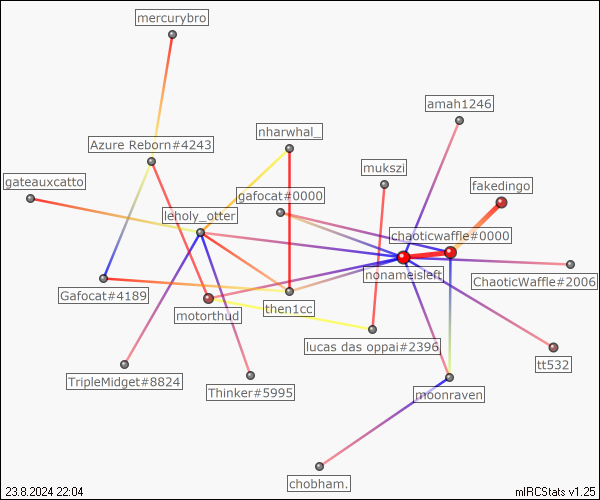 mercurybro
amah1246
nharwhal_
Azure Reborn#4243
mukszi
gateauxcatto
fakedingo
gafocat#0000
leholy_otter
chaoticwaffle#0000
nonameisleft
ChaoticWaffle#2006
Gafocat#4189
motorthud
then1cc
lucas das oppai#2396
tt532
TripleMidget#8824
Thinker#5995
moonraven
chobham.
23.8.2024 22:04
mIRCStats v1.25